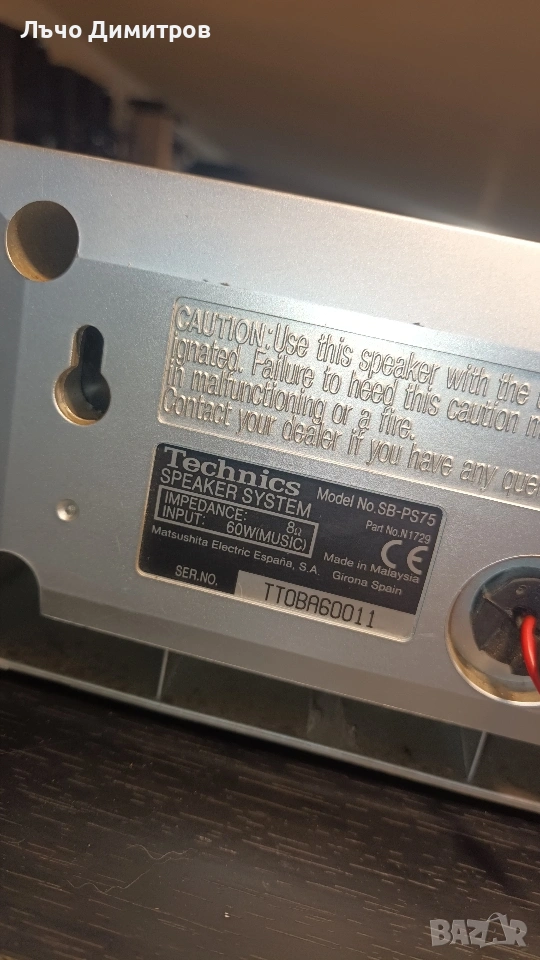 Лъчо Димитров
CAUTION: Use this speaker with the
ignated. Failure to heed this caution
in malfunctioning or a fire.
Contact your dealer if you have any
Technics
SPEAKER SYSTEM
Model No. SB-PS75
IMPEDANCE: 8Ω
INPUT: 60W(MUSIC)
Part No.N1729
CE
Matsushita Electric España, S.A.
Made in Malaysia
Girona Spain
SER.NO.
TT0BA60011
BAZAR